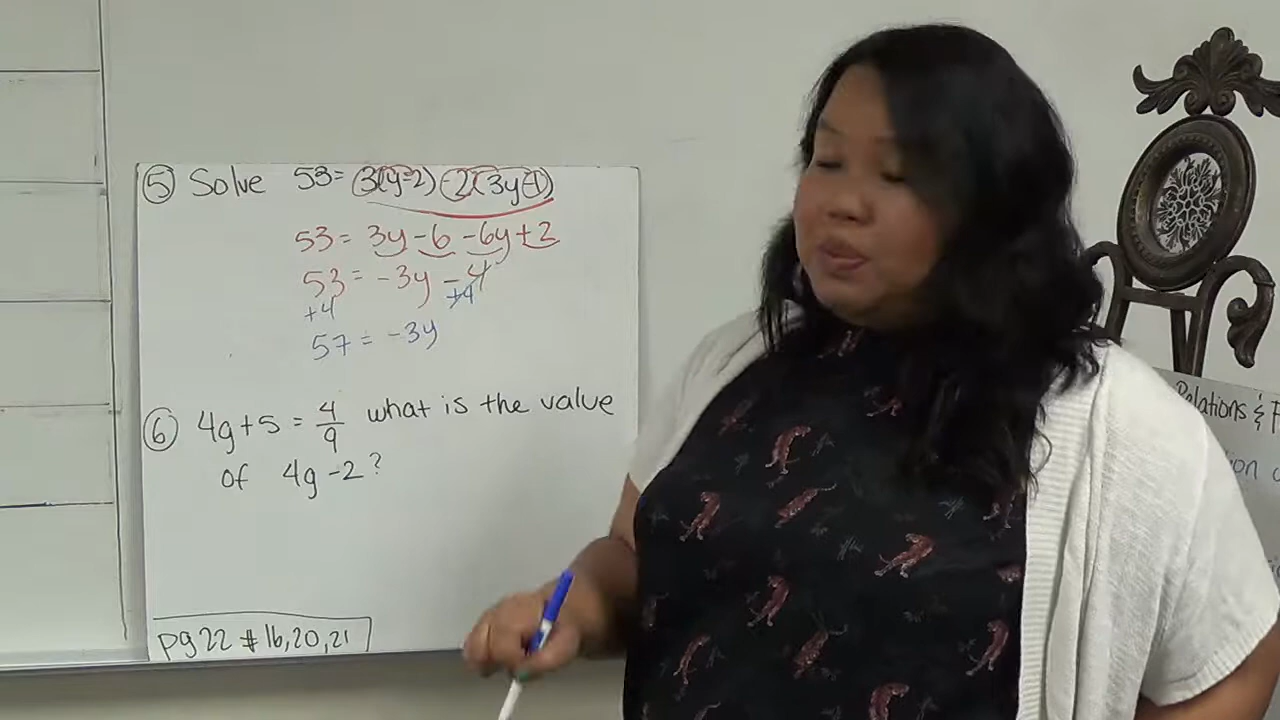 5 Solve 53 = 3(y-2) -2(3y-1)
53 = 3y - 6 - 6y + 2
53 = -3y - 4
+4 +4
57 = -3y
6 4g + 5 = 4/9 what is the value
of 4g - 2?
pg 22 # 16, 20, 21
Relations &